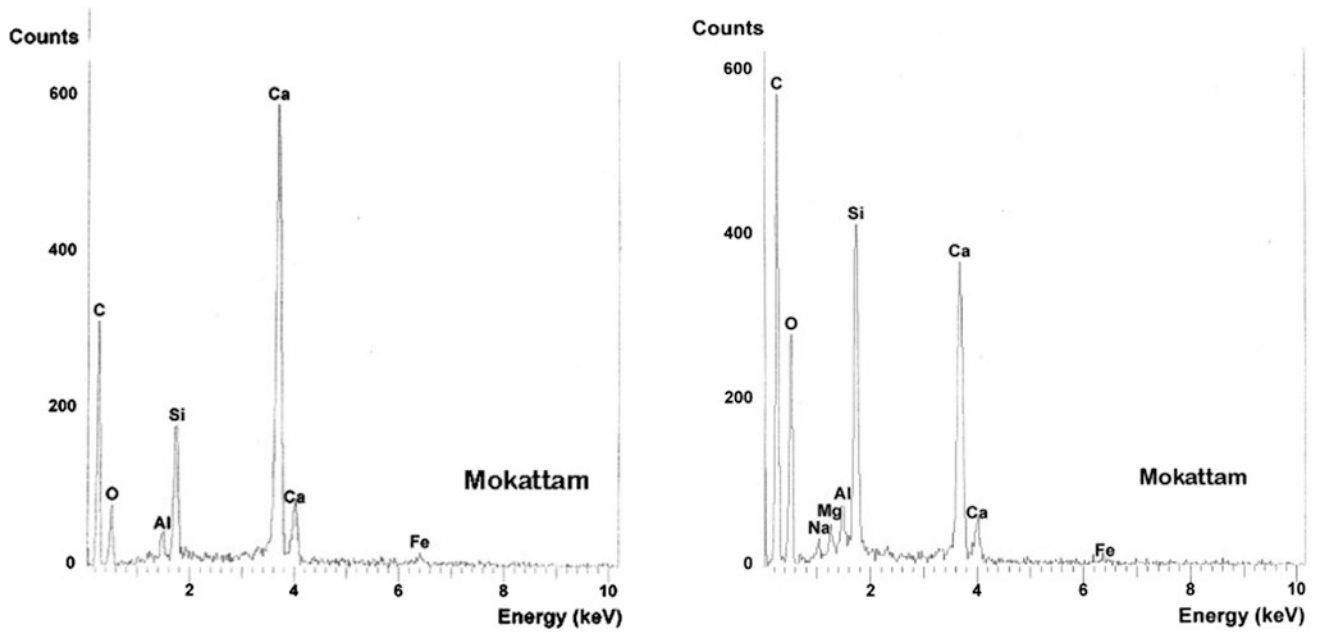 Counts
600
400
200
0
C
O
Al
Si
Ca
Ca
Fe
Mokattam
2
4
6
8
10
Energy (keV)
Counts
600
400
200
0
C
O
Na
Mg
Al
Si
Ca
Ca
Fe
Mokattam
2
4
6
8
10
Energy (keV)